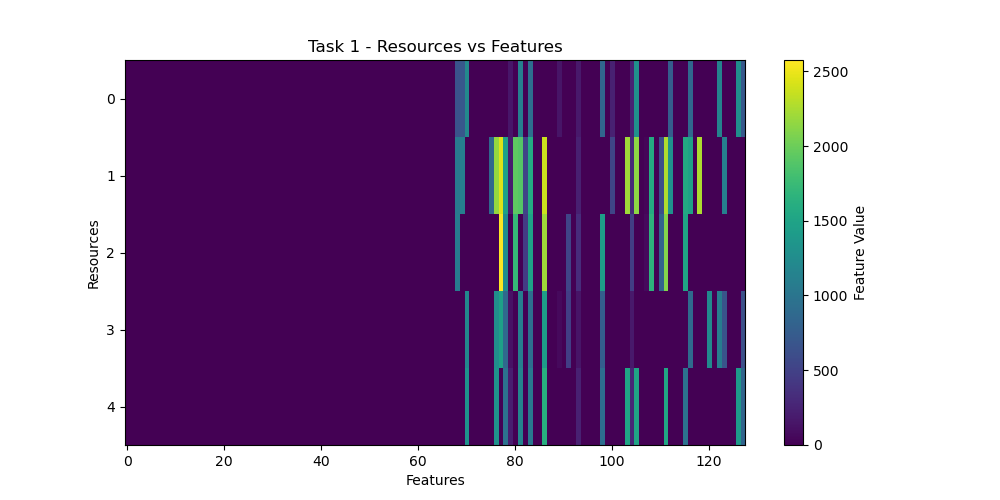 Task 1 - Resources vs Features
Resources
0
1
2
3
4
0 20 40 60 80 100 120
Features
2500
2000
1500
1000
500
0
Feature Value